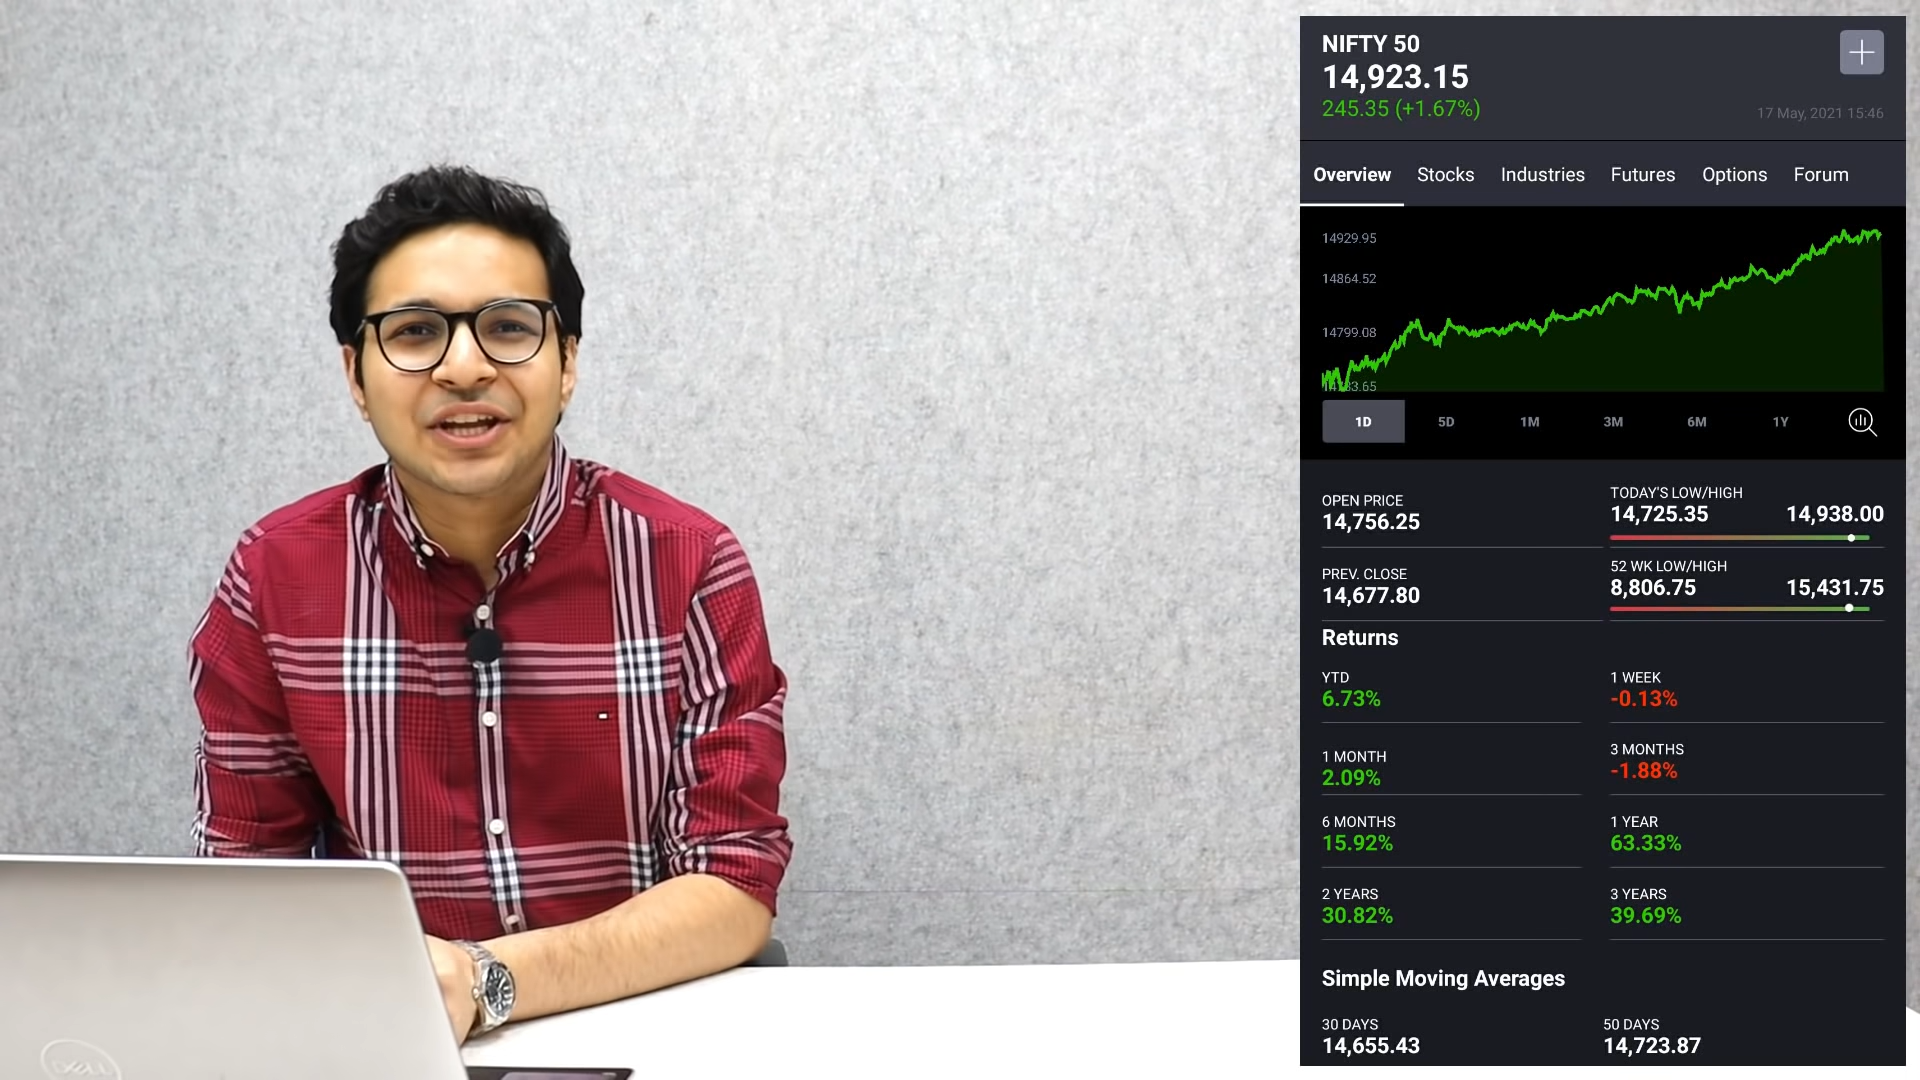 NIFTY 50
14,923.15
245.35 (+1.67%)
17 May, 2021 15:46
Overview Stocks Industries Futures Options Forum
14929.95
14864.52
14799.08
14733.65
1D 5D 1M 3M 6M 1Y
OPEN PRICE
14,756.25
TODAY'S LOW/HIGH
14,725.35 14,938.00
PREV. CLOSE
14,677.80
52 WK LOW/HIGH
8,806.75 15,431.75
Returns
YTD
6.73%
1 WEEK
-0.13%
1 MONTH
2.09%
3 MONTHS
-1.88%
6 MONTHS
15.92%
1 YEAR
63.33%
2 YEARS
30.82%
3 YEARS
39.69%
Simple Moving Averages
30 DAYS
14,655.43
50 DAYS
14,723.87
DELL